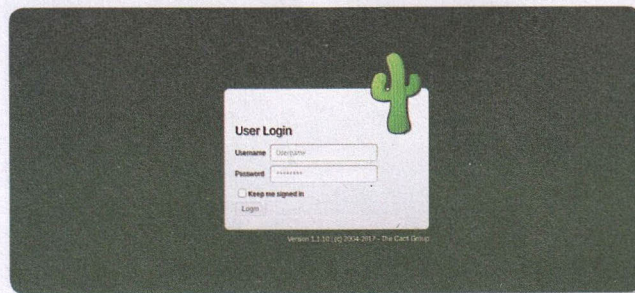 User Login
Username Username
Password ********
Keep me signed in
Login
Version 1.1.10 | (c) 2004-2017 - The Cacti Group